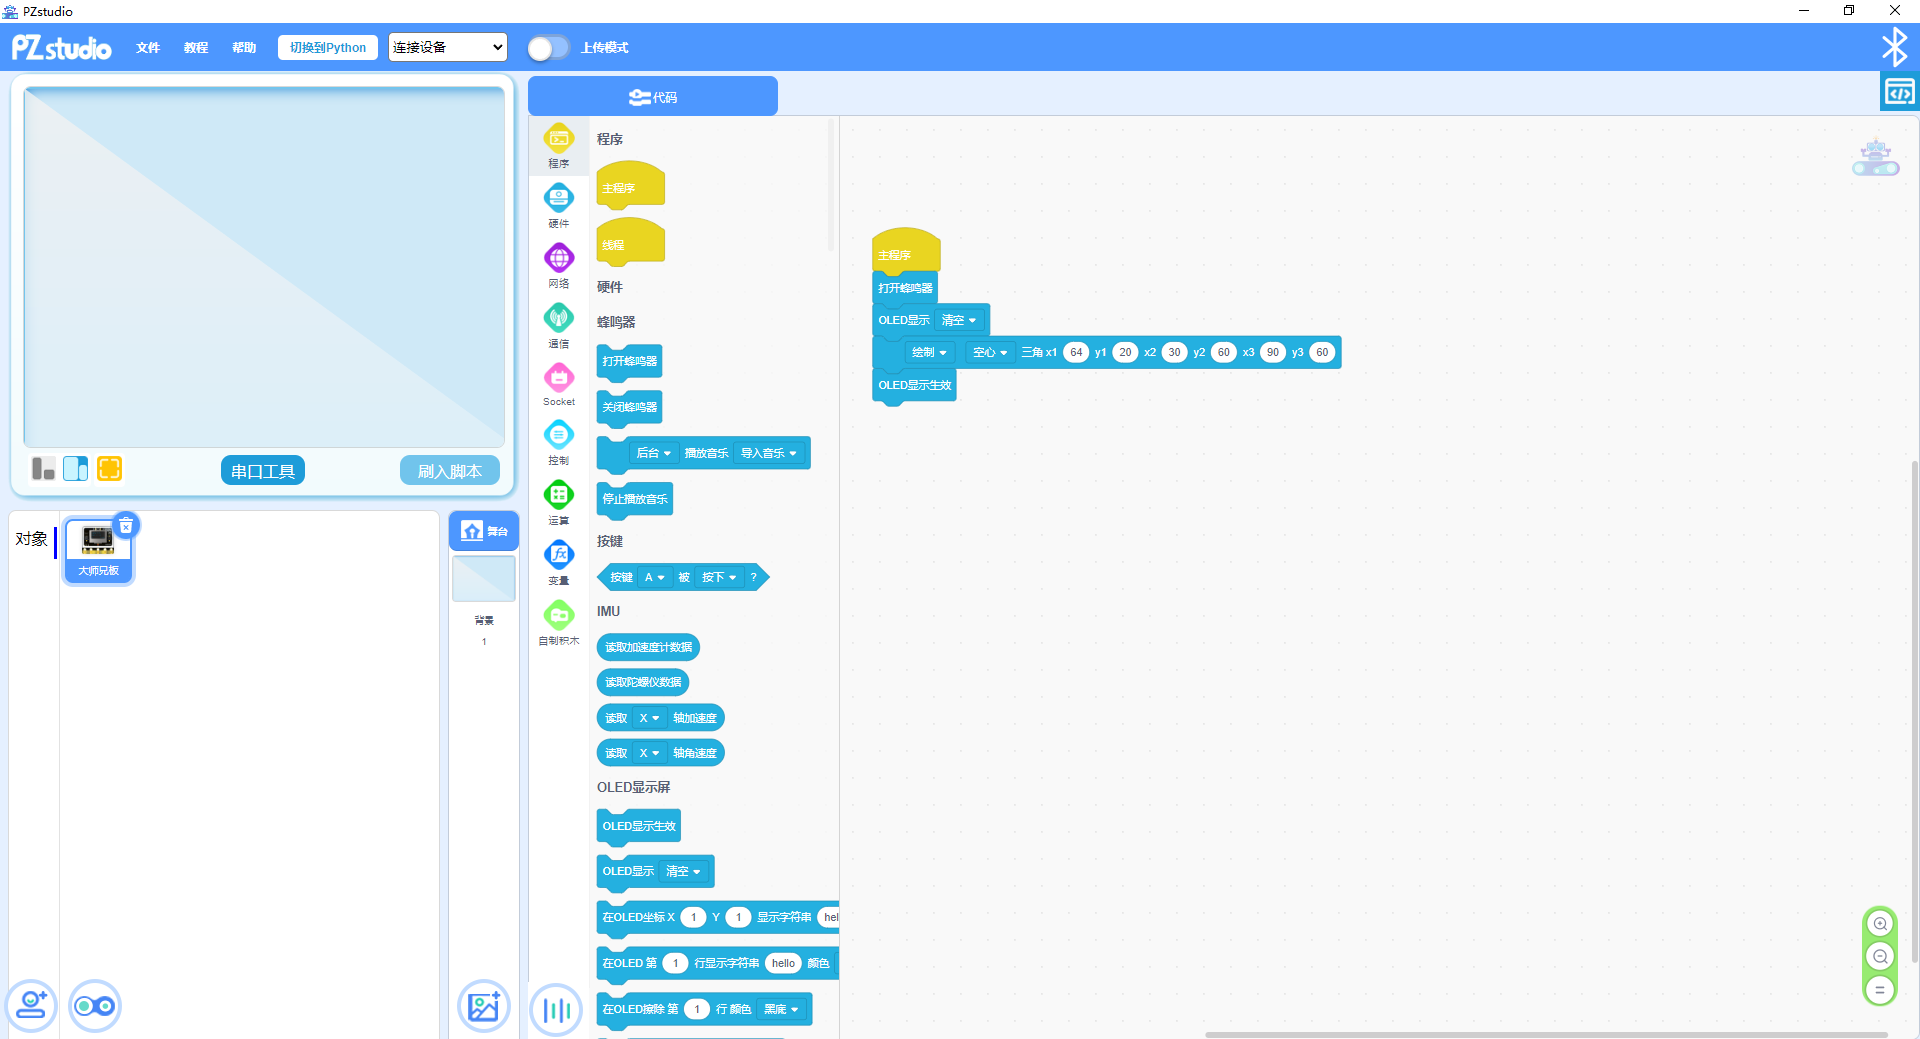 PZstudio
PZstudio 文件 教程 帮助 切换到Python 连接设备 上传模式
代码
串口工具 刷入脚本
对象
大师兄板
舞台
背景
1
程序
硬件
网络
通信
Socket
控制
运算
变量
自制积木
程序
主程序
线程
硬件
蜂鸣器
打开蜂鸣器
关闭蜂鸣器
后台 播放音乐 导入音乐
停止播放音乐
按键
按键 A 被 按下 ?
IMU
读取加速度计数据
读取陀螺仪数据
读取 X 轴加速度
读取 X 轴角速度
OLED显示屏
OLED显示生效
OLED显示 清空
在OLED坐标 X 1 Y 1 显示字符串 hel
在OLED 第 1 行显示字符串 hello 颜色
在OLED擦除 第 1 行 颜色 黑底
主程序
打开蜂鸣器
OLED显示 清空
绘制 空心 三角 x1 64 y1 20 x2 30 y2 60 x3 90 y3 60
OLED显示生效